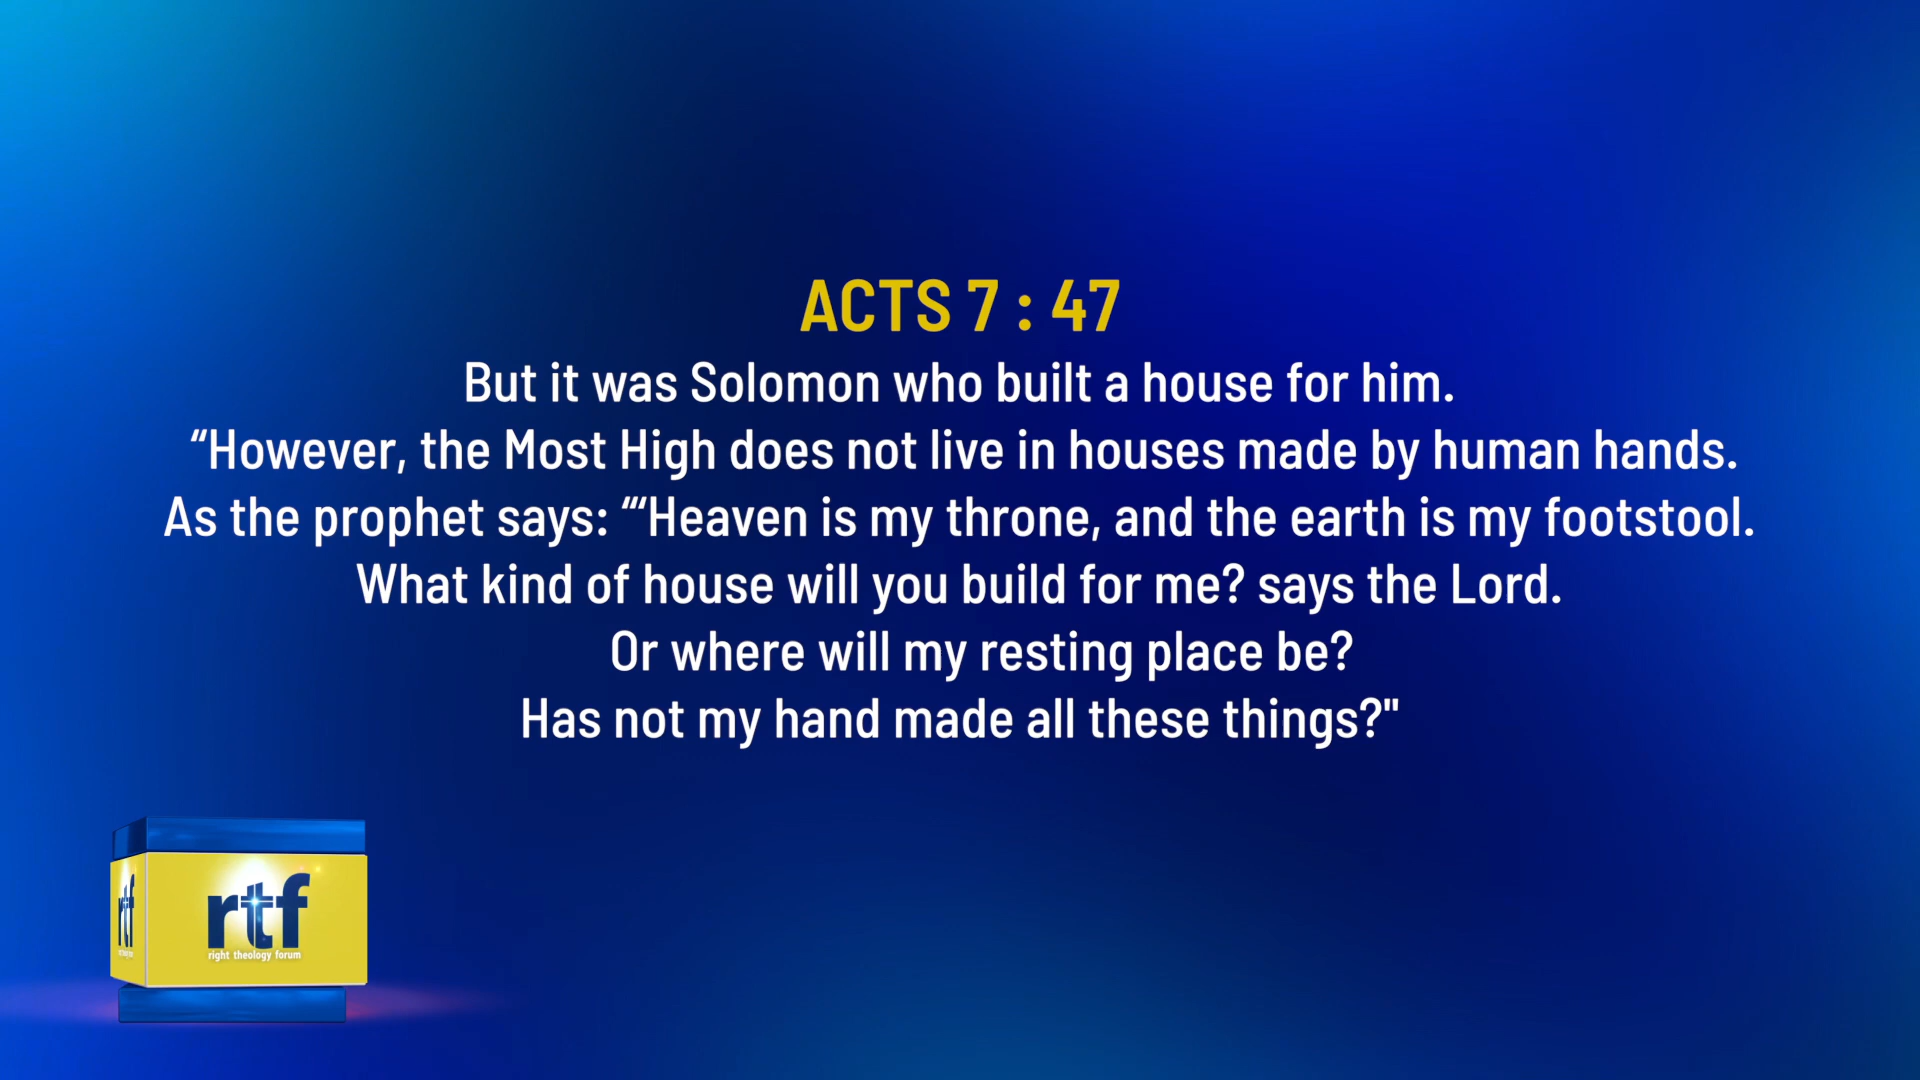 ACTS 7 : 47
But it was Solomon who built a house for him.
“However, the Most High does not live in houses made by human hands.
As the prophet says: “‘Heaven is my throne, and the earth is my footstool.
What kind of house will you build for me? says the Lord.
Or where will my resting place be?
Has not my hand made all these things?"
rtf
rtf
right theology forum